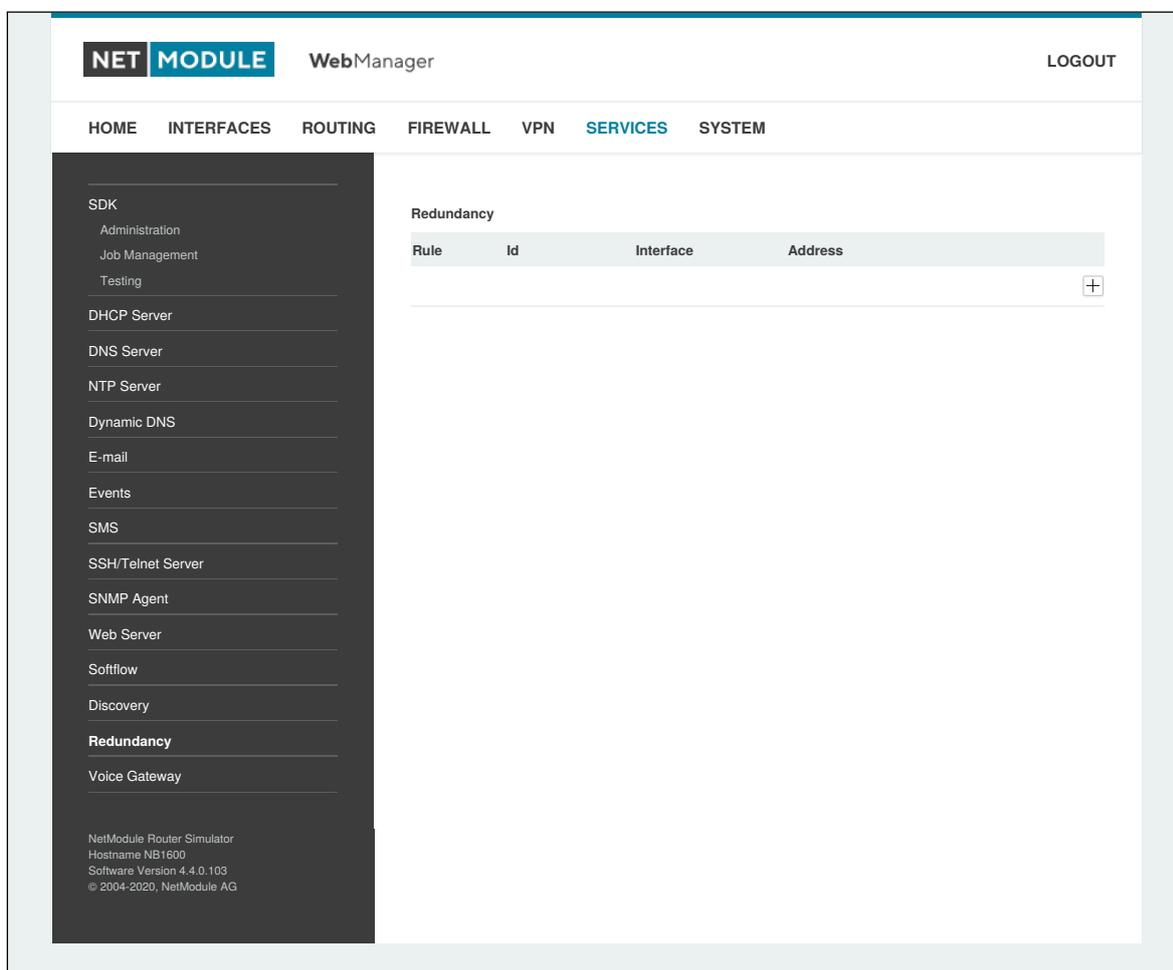 NET MODULE WebManager LOGOUT
HOME INTERFACES ROUTING FIREWALL VPN SERVICES SYSTEM
SDK
Administration
Job Management
Testing
DHCP Server
DNS Server
NTP Server
Dynamic DNS
E-mail
Events
SMS
SSH/Telnet Server
SNMP Agent
Web Server
Softflow
Discovery
Redundancy
Voice Gateway
NetModule Router Simulator
Hostname NB1600
Software Version 4.4.0.103
© 2004-2020, NetModule AG
Redundancy
Rule Id Interface Address